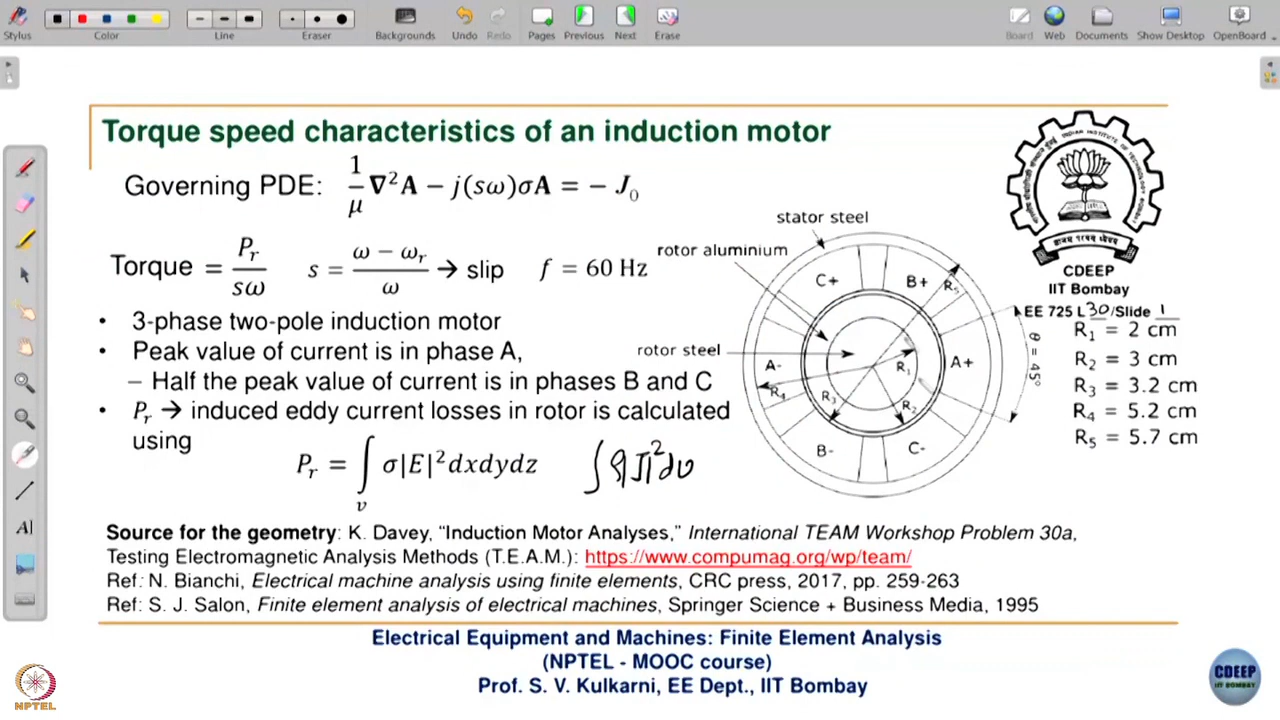 Stylus
Color
Line
Eraser
Backgrounds
Undo
Redo
Pages
Previous
Next
Erase
Board
Web
Documents
Show Desktop
OpenBoard
Torque speed characteristics of an induction motor
Governing PDE: 1/μ ∇²A − j(sω)σA = − J₀
Torque = Pᵣ/sω s = (ω − ωᵣ)/ω → slip f = 60 Hz
• 3-phase two-pole induction motor
• Peak value of current is in phase A,
– Half the peak value of current is in phases B and C
• Pᵣ → induced eddy current losses in rotor is calculated
using
Pᵣ = ∫ᵥ σ|E|²dxdydz
stator steel
rotor aluminium
rotor steel
C+
B+
R₅
A-
A+
R₄
R₁
R₃
R₂
B-
C-
θ = 45°
CDEEP
IIT Bombay
EE 725 L 30 /Slide 1
R₁ = 2 cm
R₂ = 3 cm
R₃ = 3.2 cm
R₄ = 5.2 cm
R₅ = 5.7 cm
Source for the geometry: K. Davey, “Induction Motor Analyses,” International TEAM Workshop Problem 30a,
Testing Electromagnetic Analysis Methods (T.E.A.M.): https://www.compumag.org/wp/team/
Ref: N. Bianchi, Electrical machine analysis using finite elements, CRC press, 2017, pp. 259-263
Ref: S. J. Salon, Finite element analysis of electrical machines, Springer Science + Business Media, 1995
Electrical Equipment and Machines: Finite Element Analysis
(NPTEL - MOOC course)
Prof. S. V. Kulkarni, EE Dept., IIT Bombay
NPTEL
CDEEP
IIT BOMBAY